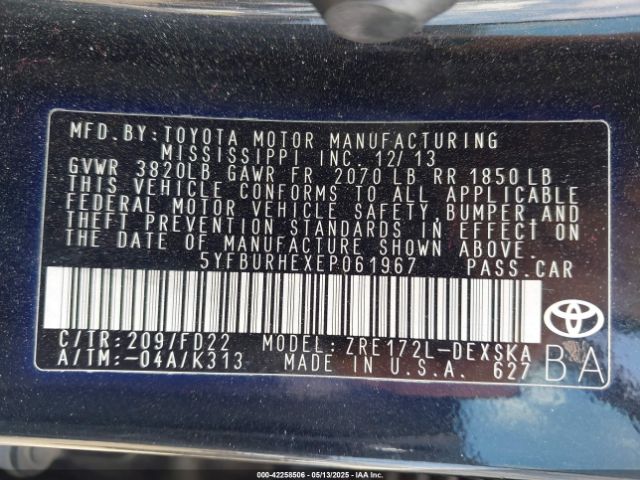 MFD.BY:TOYOTA MOTOR MANUFACTURING
MISSISSIPPI INC. 12/13
GVWR 3820LB GAWR FR 2070LB RR 1850LB
THIS VEHICLE CONFORMS TO ALL APPLICABLE
FEDERAL MOTOR VEHICLE SAFETY, BUMPER, AND
THEFT PREVENTION STANDARDS IN EFFECT ON
THE DATE OF MANUFACTURE SHOWN ABOVE.
5YFBURHEXEP061967 PASS.CAR
C/TR:209/FD22 MODEL:ZRE172L-DEXSKA
A/TM:-04A/K313 MADE IN U.S.A. 627
BA
000-42258506 - 05/13/2025 - IAAI.COM